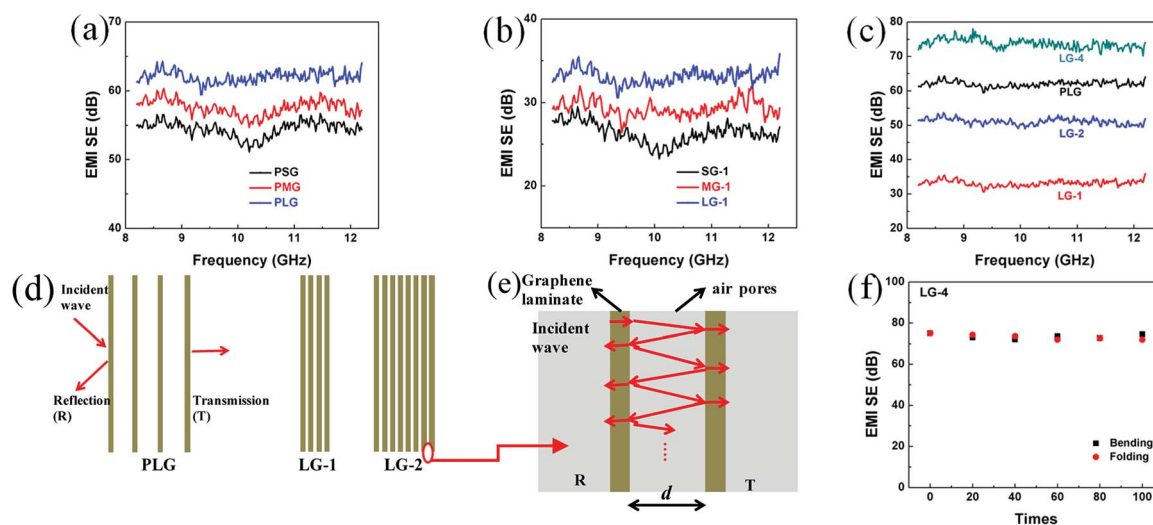 (a)
EMI SE (dB)
70
60
50
40
8
9
10
11
12
Frequency (GHz)
PSG
PMG
PLG
(b)
EMI SE (dB)
40
30
20
8
9
10
11
12
Frequency (GHz)
SG-1
MG-1
LG-1
(c)
EMI SE (dB)
80
70
60
50
40
30
20
8
9
10
11
12
Frequency (GHz)
LG-4
PLG
LG-2
LG-1
(d)
Incident
wave
Reflection
(R)
Transmission
(T)
PLG
LG-1
LG-2
(e)
Graphene
laminate
air pores
Incident
wave
R
d
T
(f)
LG-4
EMI SE (dB)
100
80
60
40
20
0
0
20
40
60
80
100
Times
Bending
Folding